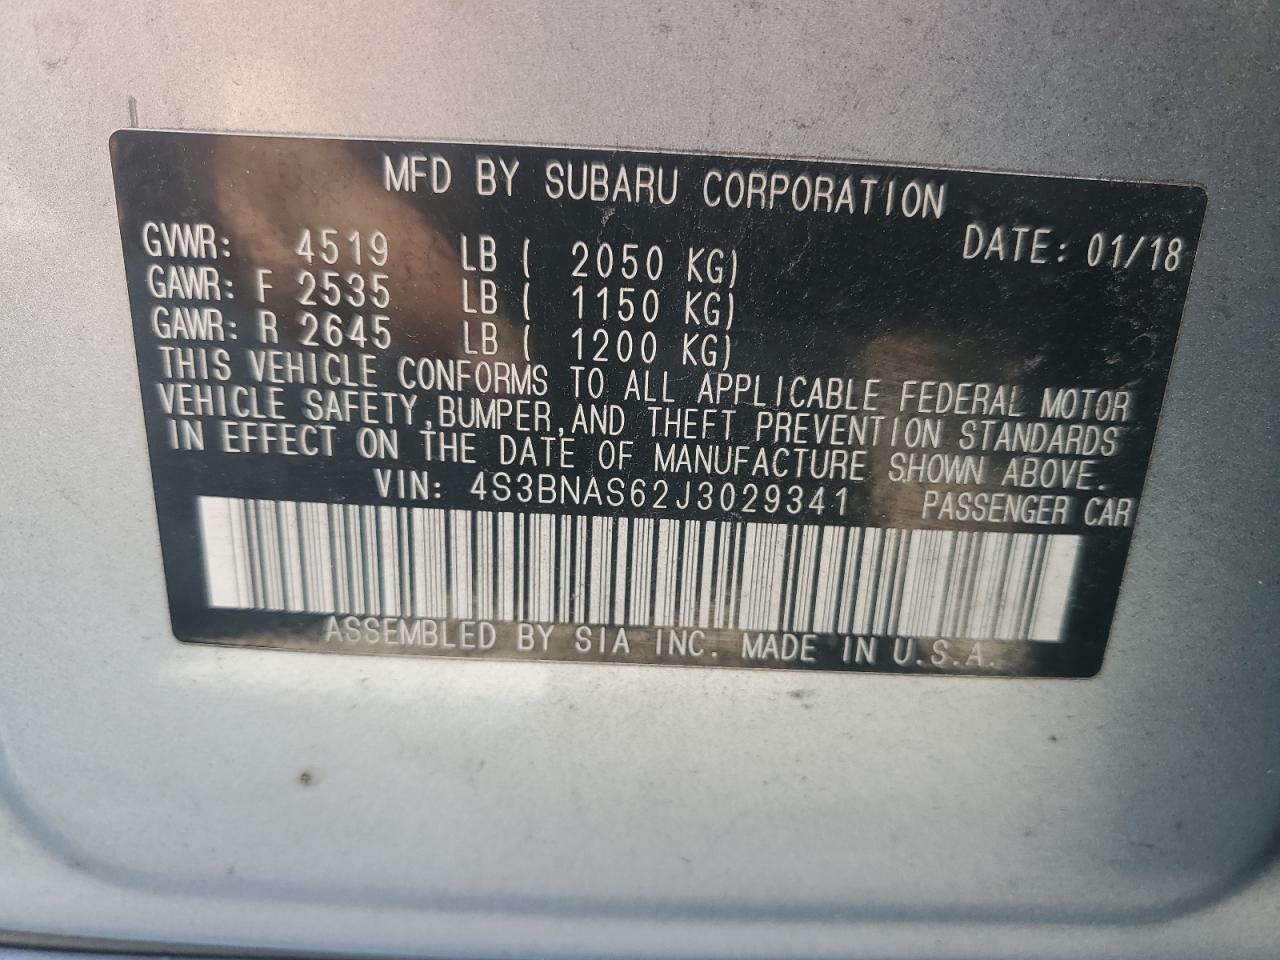 MFD BY SUBARU CORPORATION
GVWR: 4519 LB ( 2050 KG) DATE: 01/18
GAWR: F 2535 LB ( 1150 KG)
GAWR: R 2645 LB ( 1200 KG)
THIS VEHICLE CONFORMS TO ALL APPLICABLE FEDERAL MOTOR
VEHICLE SAFETY,BUMPER,AND THEFT PREVENTION STANDARDS
IN EFFECT ON THE DATE OF MANUFACTURE SHOWN ABOVE.
VIN: 4S3BNAS62J3029341 PASSENGER CAR
ASSEMBLED BY SIA INC. MADE IN U.S.A.